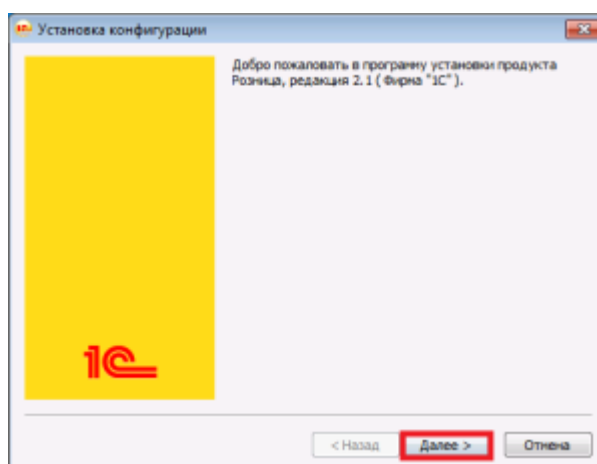 Установка конфигурации
Добро пожаловать в программу установки продукта
Розница, редакция 2.1 ( Фирма "1С" ).
1С
< Назад Далее > Отмена